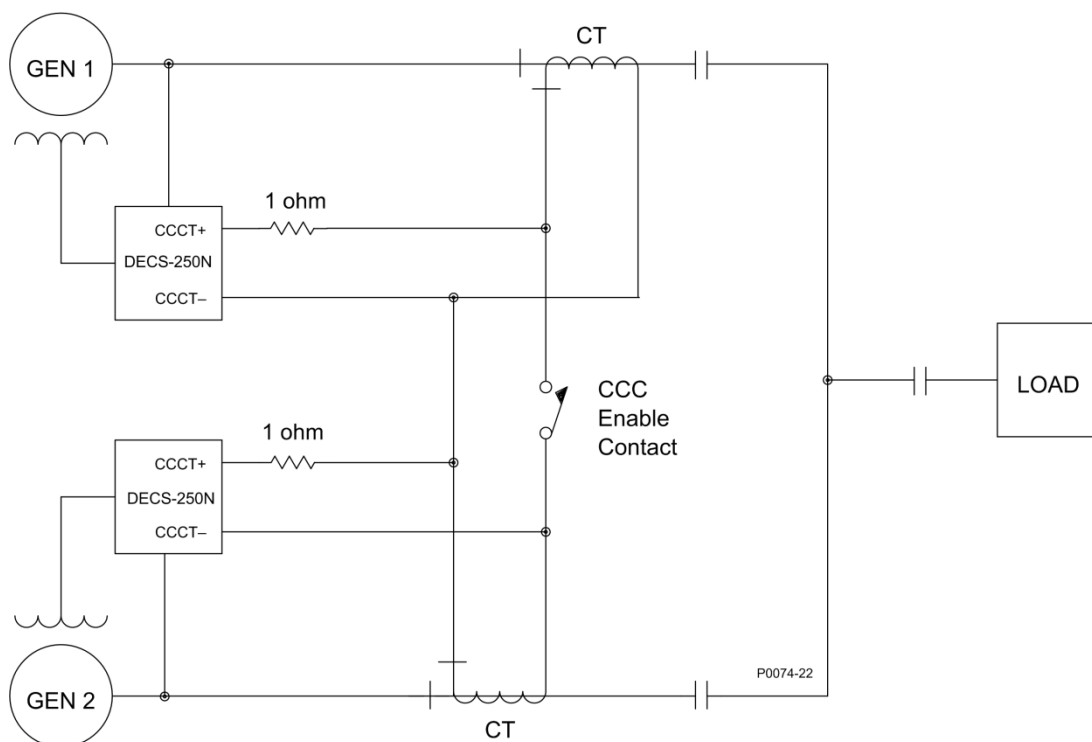 CT
GEN 1
1 ohm
CCCT+
DECS-250N
CCCT–
CCC
Enable
Contact
LOAD
1 ohm
CCCT+
DECS-250N
CCCT–
P0074-22
GEN 2
CT